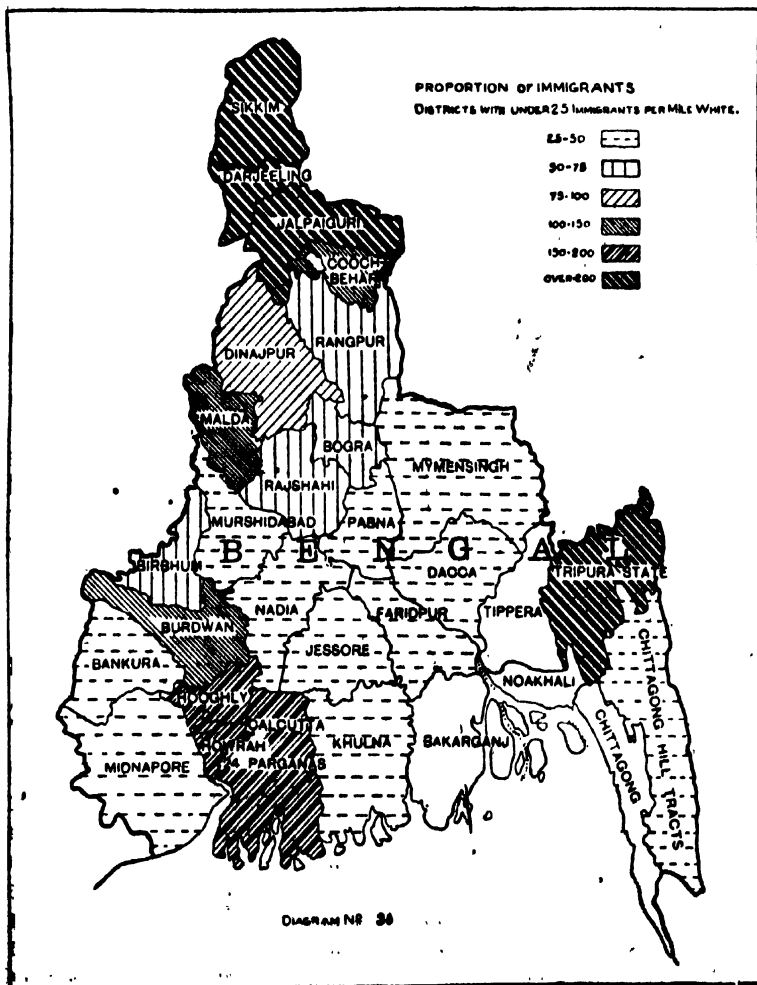 PROPORTION OF IMMIGRANTS
DISTRICTS WITH UNDER 25 IMMIGRANTS PER MILE WHITE.
25-50
50-75
75-100
100-150
150-200
OVER-200
SIKKIM
DARJEELING
JALPAIGURI
COOCH
BEHAR
RANGPUR
DINAJPUR
MALDA
BOGRA
MYMENSINGH
RAJSHAHI
MURSHIDABAD
PABNA
BENGAL
BIRBHUM
DACCA
TRIPURA STATE
NADIA
FARIDPUR
TIPPERA
BURDWAN
JESSORE
BANKURA
NOAKHALI
CHITTAGONG HILL TRACTS
HOOGHLY
CALCUTTA
HOWRAH
24 PARGANAS
KHULNA
BAKARGANJ
CHITTAGONG
MIDNAPORE
DIAGRAM NO